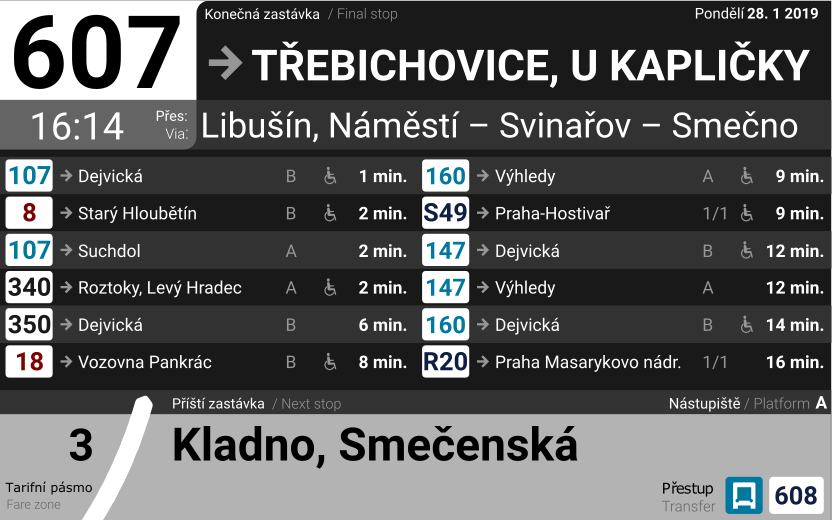 607
Konečná zastávka / Final stop
Pondělí 28. 1 2019
→ TŘEBICHOVICE, U KAPLIČKY
16:14
Přes:
Via:
Libušín, Náměstí – Svinařov – Smečno
107 → Dejvická B 1 min.
8 → Starý Hloubětín B 2 min.
107 → Suchdol A 2 min.
340 → Roztoky, Levý Hradec A 2 min.
350 → Dejvická B 6 min.
18 → Vozovna Pankrác B 8 min.
160 → Výhledy A 9 min.
S49 → Praha-Hostivař 1/1 9 min.
147 → Dejvická B 12 min.
147 → Výhledy A 12 min.
160 → Dejvická B 14 min.
R20 → Praha Masarykovo nádr. 1/1 16 min.
Příští zastávka / Next stop
Nástupiště / Platform A
3
Kladno, Smečenská
Tarifní pásmo
Fare zone
Přestup
Transfer
608